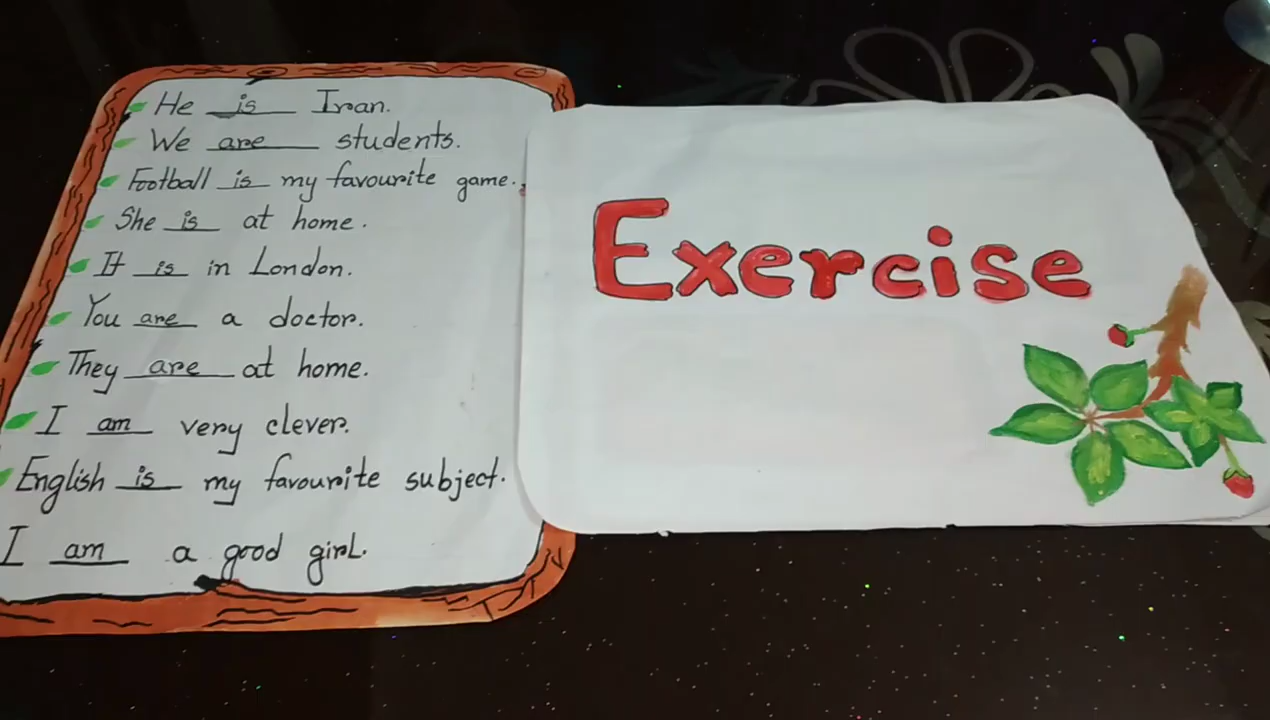 He is Iran.
We are students.
Football is my favourite game.
She is at home.
It is in London.
You are a doctor.
They are at home.
I am very clever.
English is my favourite subject.
I am a good girl.
Exercise